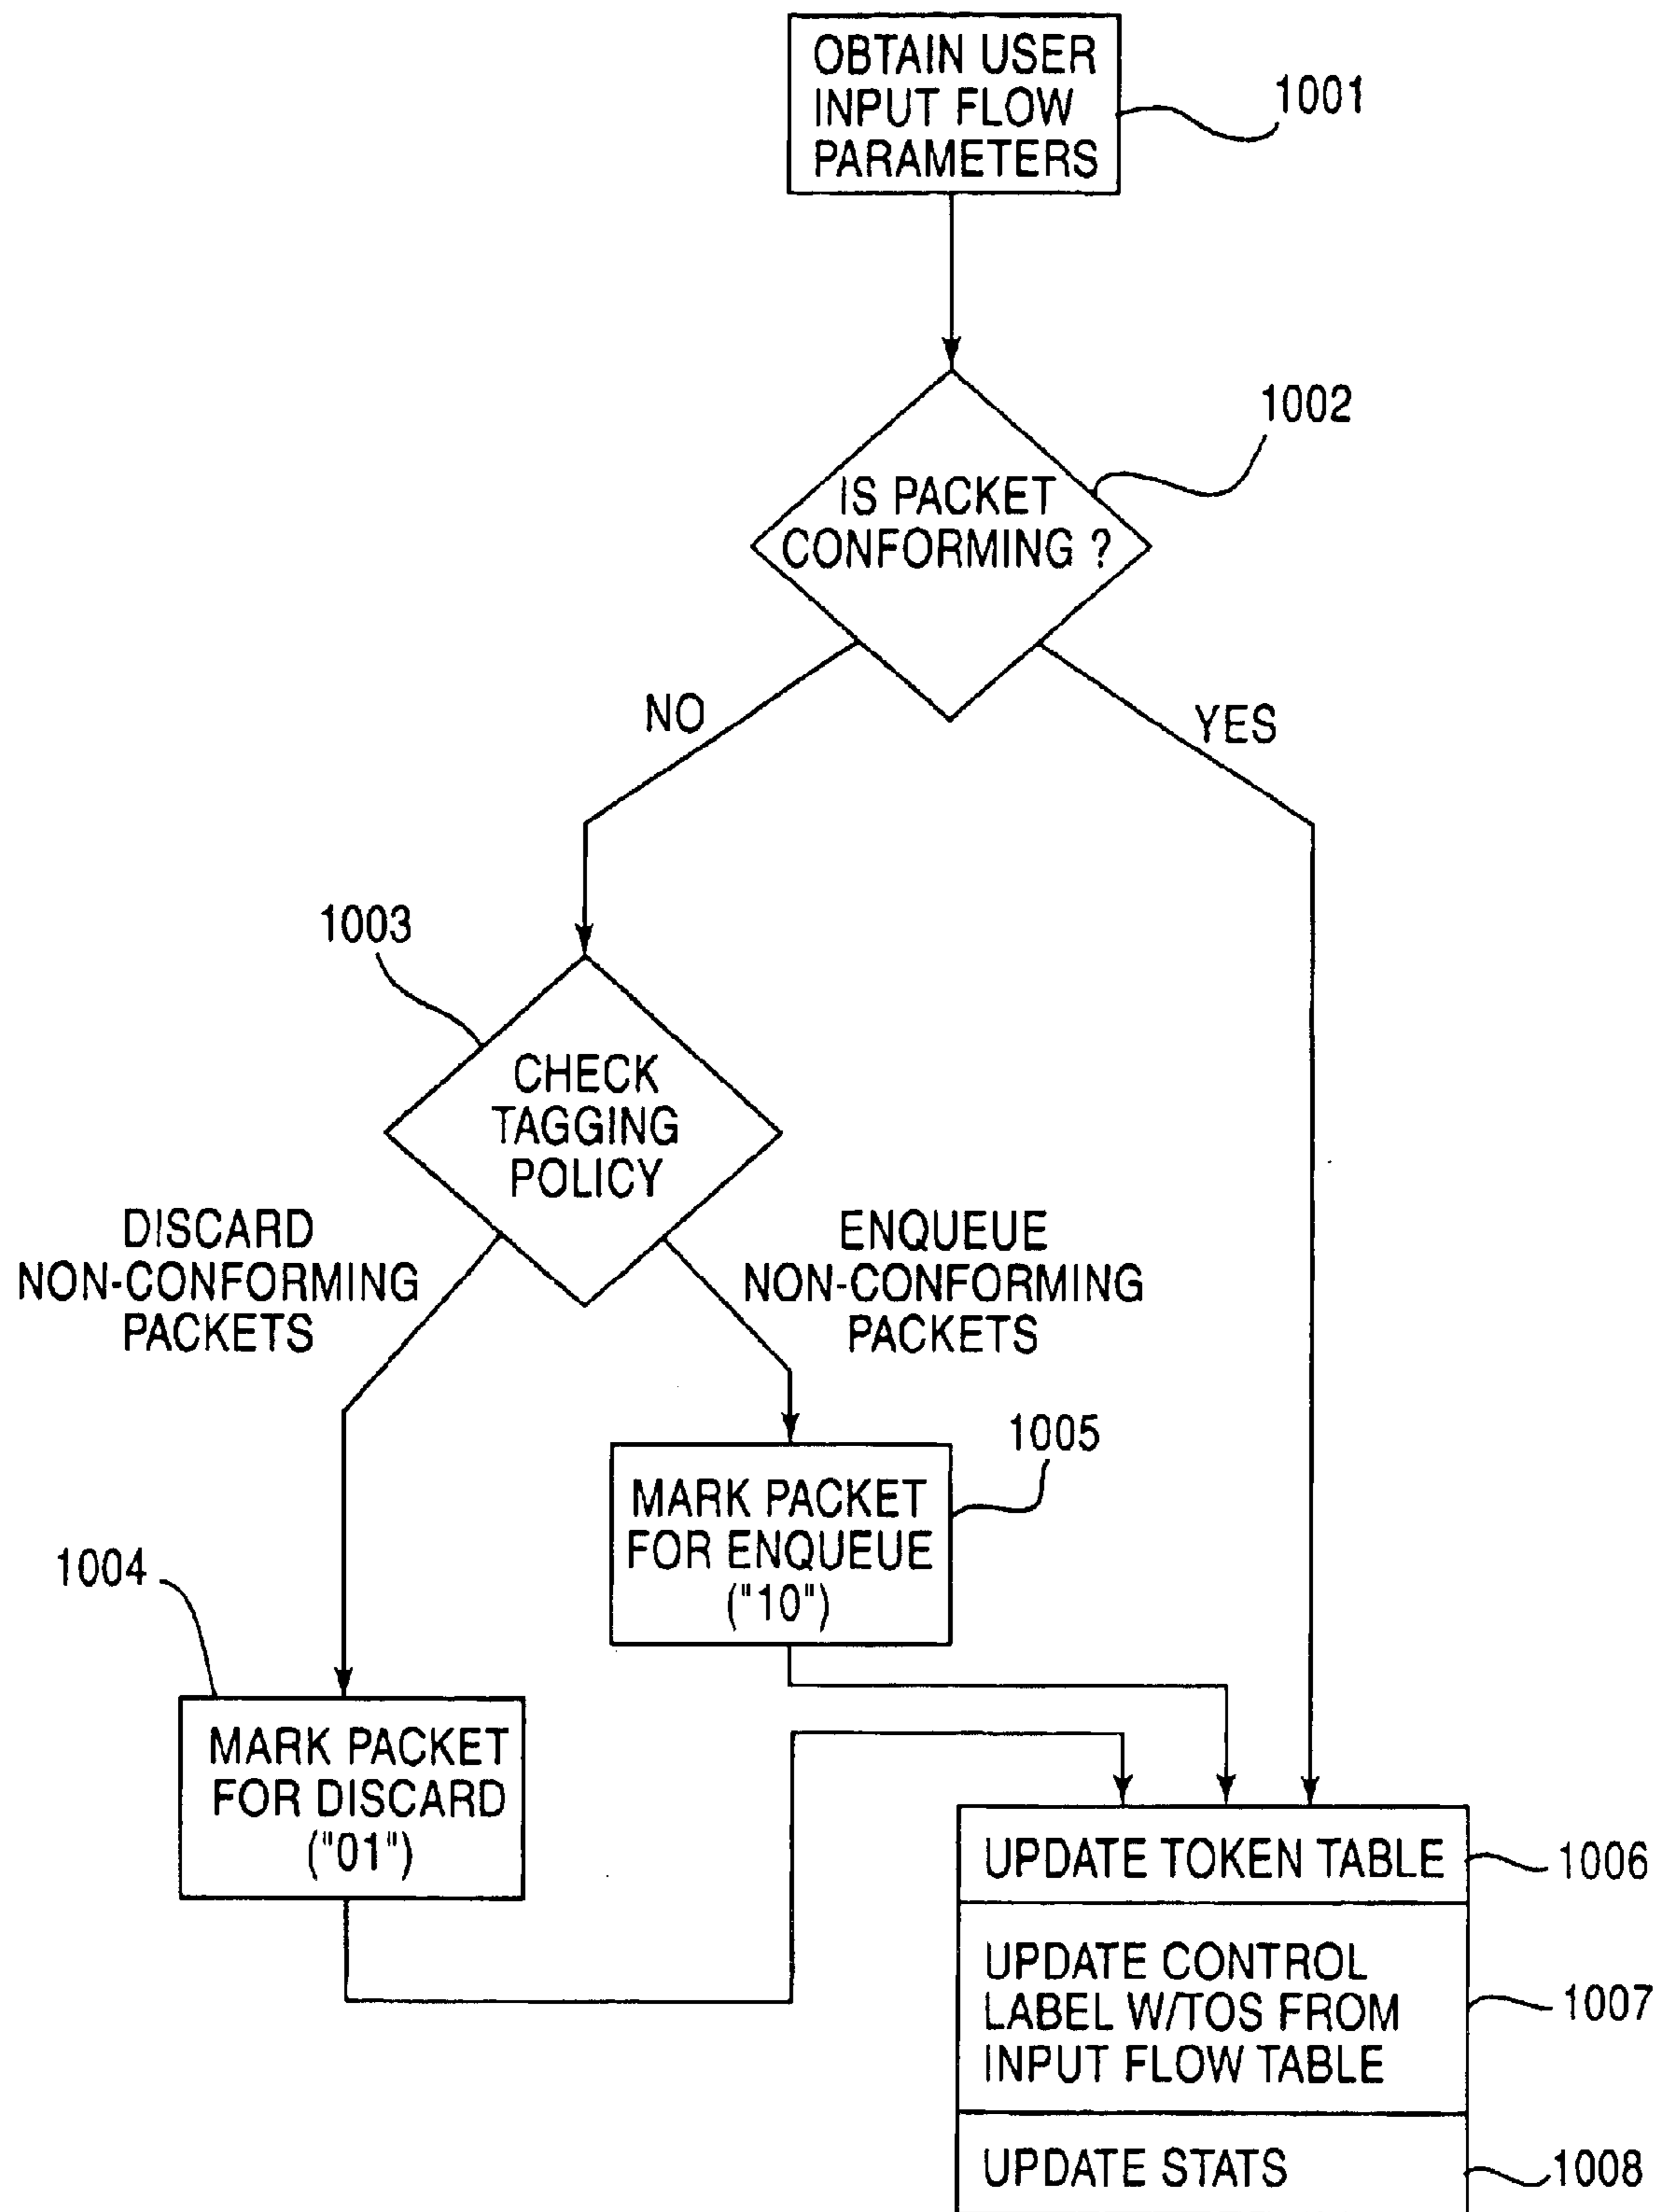 OBTAIN USER
INPUT FLOW
PARAMETERS
1001
1002
IS PACKET
CONFORMING ?
NO
YES
1003
CHECK
TAGGING
POLICY
DISCARD
NON-CONFORMING
PACKETS
ENQUEUE
NON-CONFORMING
PACKETS
1005
MARK PACKET
FOR ENQUEUE
("10")
1004
MARK PACKET
FOR DISCARD
("01")
UPDATE TOKEN TABLE
1006
UPDATE CONTROL
LABEL W/TOS FROM
INPUT FLOW TABLE
1007
UPDATE STATS
1008